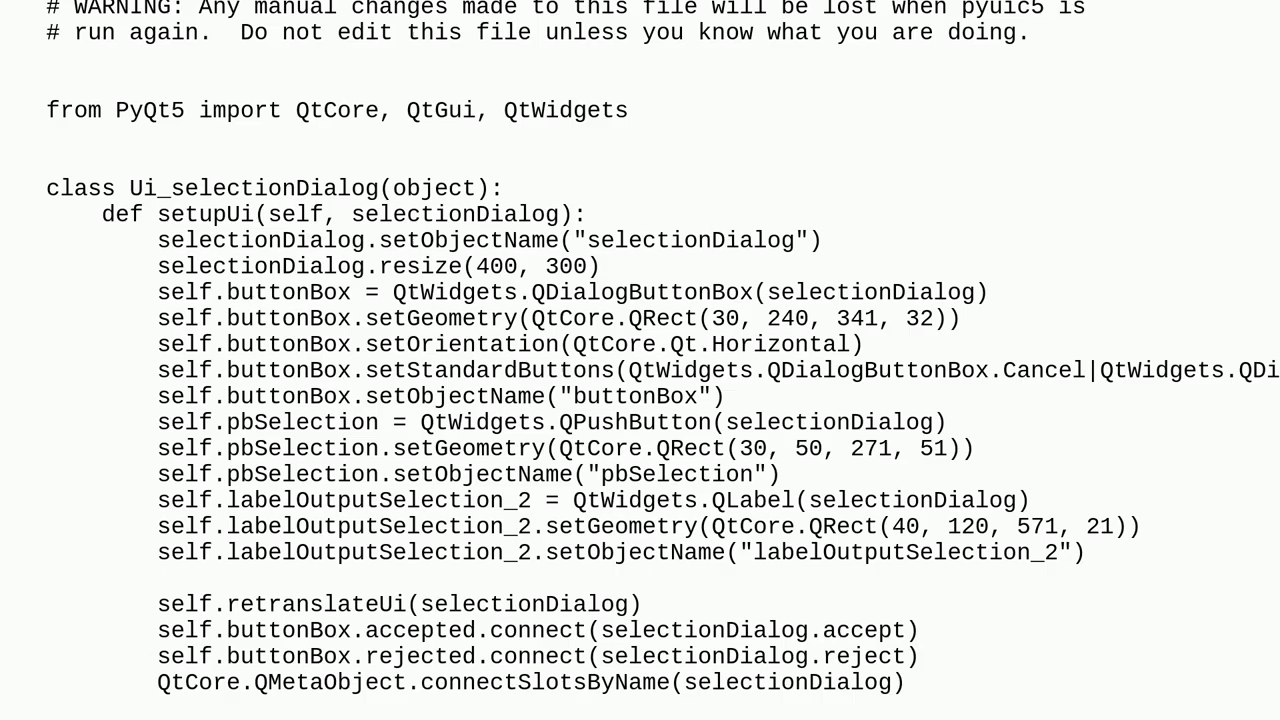 # WARNING: Any manual changes made to this file will be lost when pyuic5 is
# run again.  Do not edit this file unless you know what you are doing.


from PyQt5 import QtCore, QtGui, QtWidgets


class Ui_selectionDialog(object):
    def setupUi(self, selectionDialog):
        selectionDialog.setObjectName("selectionDialog")
        selectionDialog.resize(400, 300)
        self.buttonBox = QtWidgets.QDialogButtonBox(selectionDialog)
        self.buttonBox.setGeometry(QtCore.QRect(30, 240, 341, 32))
        self.buttonBox.setOrientation(QtCore.Qt.Horizontal)
        self.buttonBox.setStandardButtons(QtWidgets.QDialogButtonBox.Cancel|QtWidgets.QDi
        self.buttonBox.setObjectName("buttonBox")
        self.pbSelection = QtWidgets.QPushButton(selectionDialog)
        self.pbSelection.setGeometry(QtCore.QRect(30, 50, 271, 51))
        self.pbSelection.setObjectName("pbSelection")
        self.labelOutputSelection_2 = QtWidgets.QLabel(selectionDialog)
        self.labelOutputSelection_2.setGeometry(QtCore.QRect(40, 120, 571, 21))
        self.labelOutputSelection_2.setObjectName("labelOutputSelection_2")

        self.retranslateUi(selectionDialog)
        self.buttonBox.accepted.connect(selectionDialog.accept)
        self.buttonBox.rejected.connect(selectionDialog.reject)
        QtCore.QMetaObject.connectSlotsByName(selectionDialog)